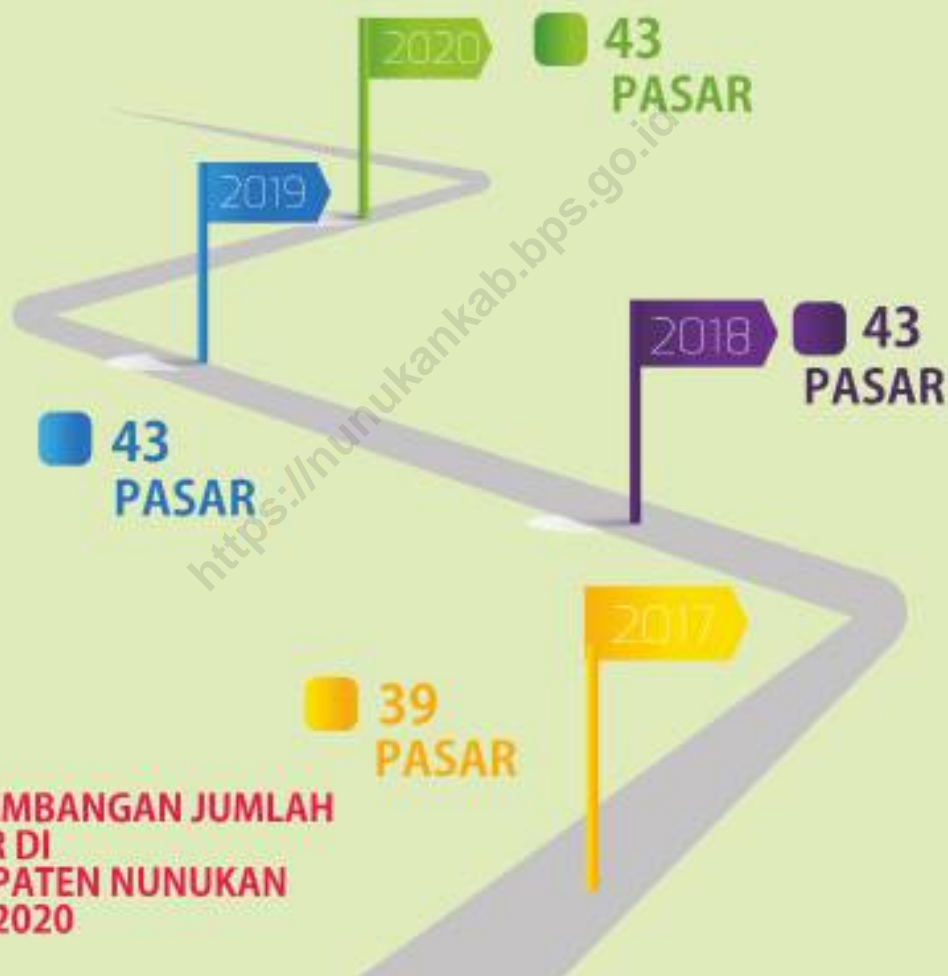 2020
43
PASAR
2019
2018
43
PASAR
43
PASAR
2017
39
PASAR
MBANGAN JUMLAH
R DI
PATEN NUNUKAN
2020
https://nunukankab.bps.go.id